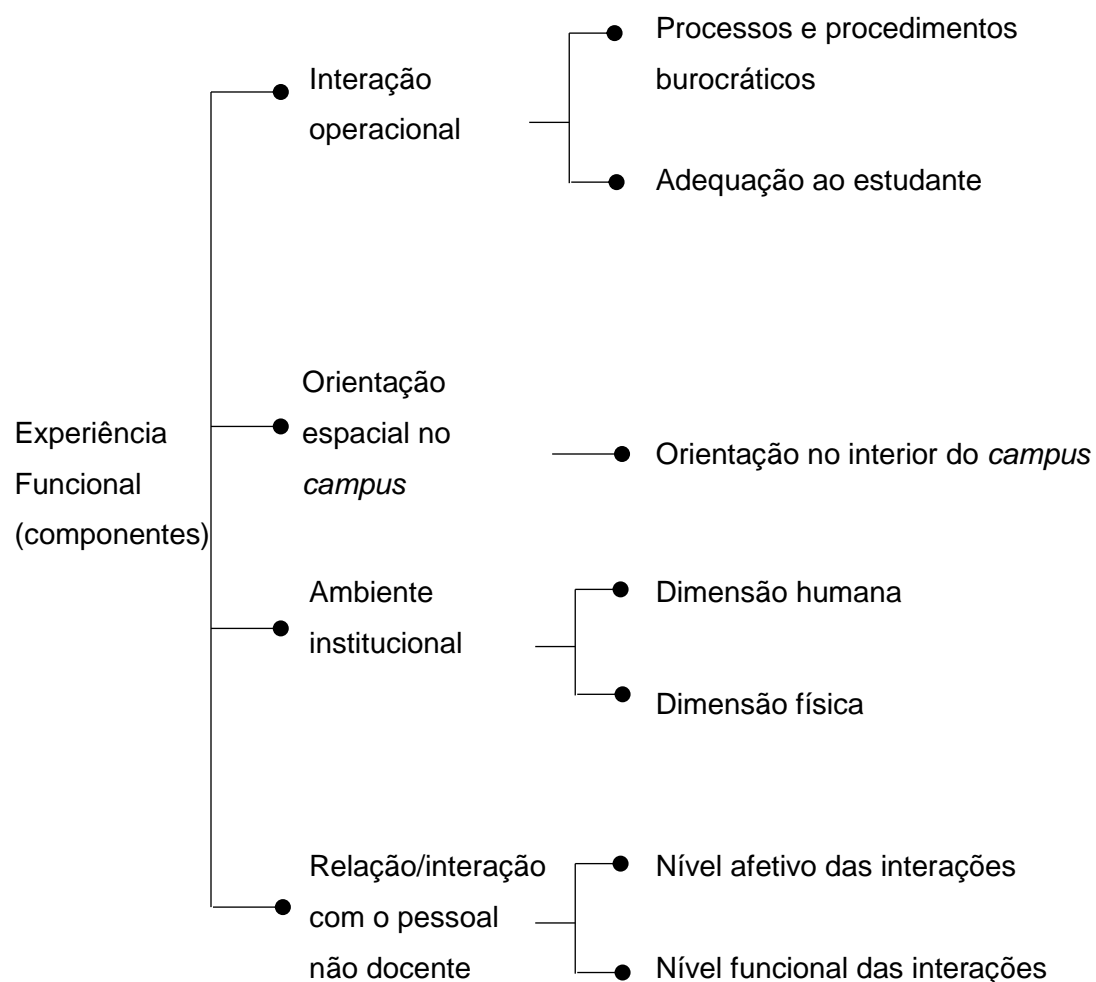 Experiência
Funcional
(componentes)
Interação
operacional
Processos e procedimentos
burocráticos
Adequação ao estudante
Orientação
espacial no
campus
Orientação no interior do campus
Ambiente
institucional
Dimensão humana
Dimensão física
Relação/interação
com o pessoal
não docente
Nível afetivo das interações
Nível funcional das interações